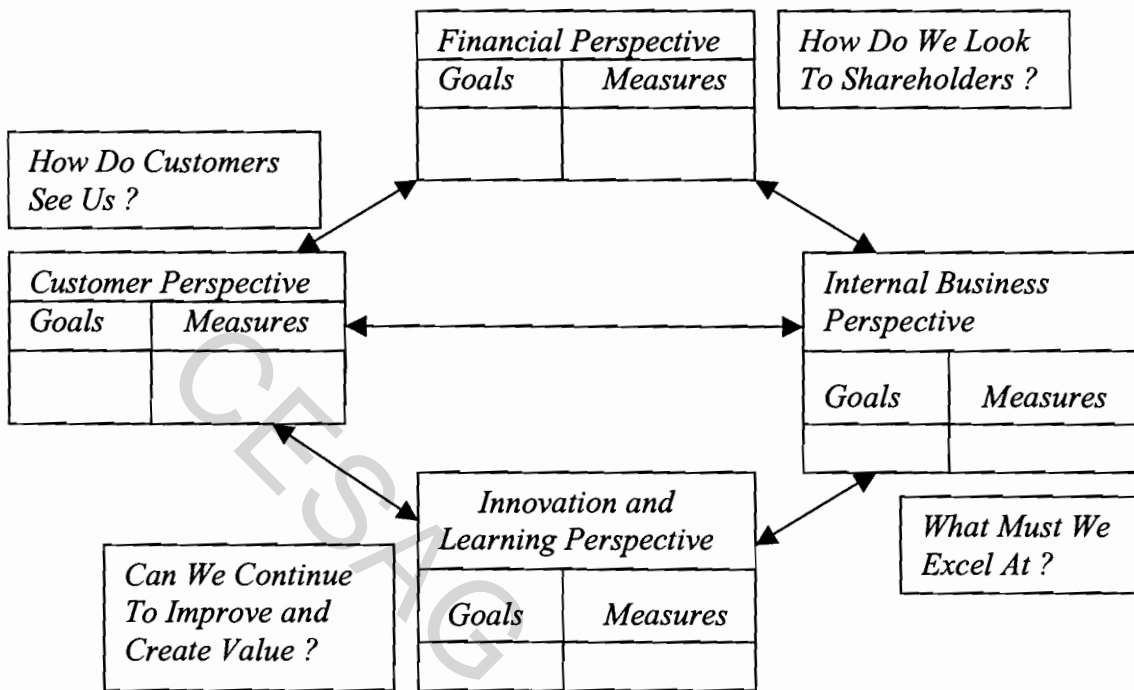 Financial Perspective
Goals Measures
How Do We Look
To Shareholders ?
How Do Customers
See Us ?
Customer Perspective
Goals Measures
Internal Business
Perspective
Goals Measures
Innovation and
Learning Perspective
Goals Measures
What Must We
Excel At ?
Can We Continue
To Improve and
Create Value ?
CESAG